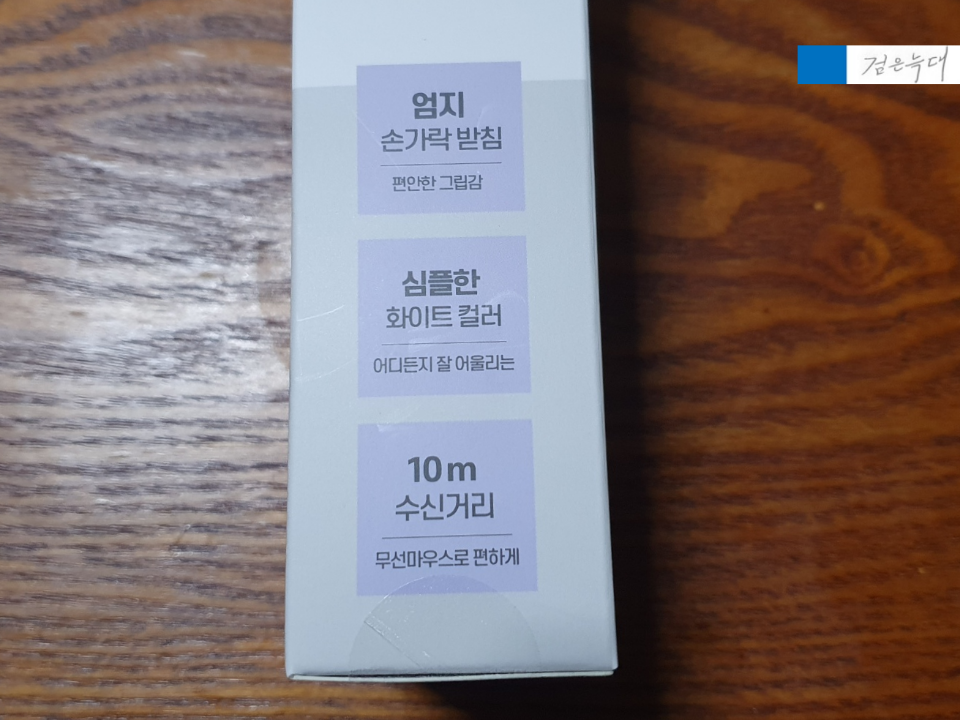 검은늑대
엄지
손가락 받침
편안한 그립감
심플한
화이트 컬러
어디든지 잘 어울리는
10m
수신거리
무선마우스로 편하게